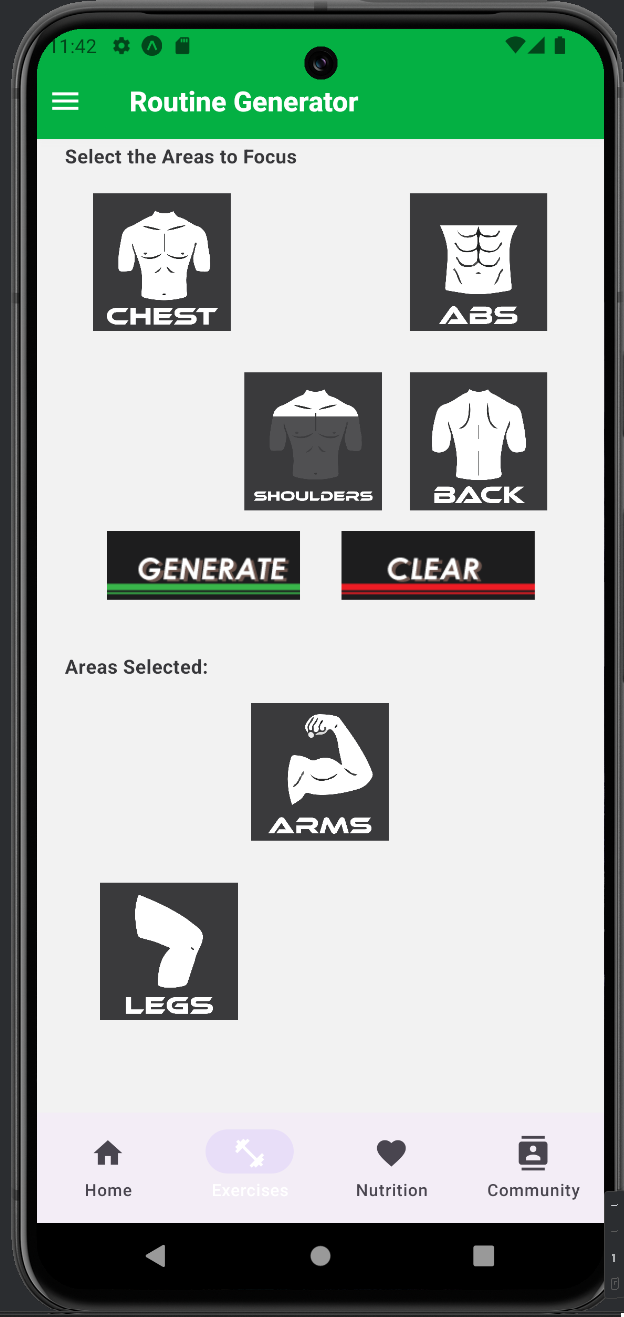 11:42
Routine Generator
Select the Areas to Focus
CHEST
ABS
SHOULDERS
BACK
GENERATE
CLEAR
Areas Selected:
ARMS
LEGS
Home
Exercises
Nutrition
Community
1